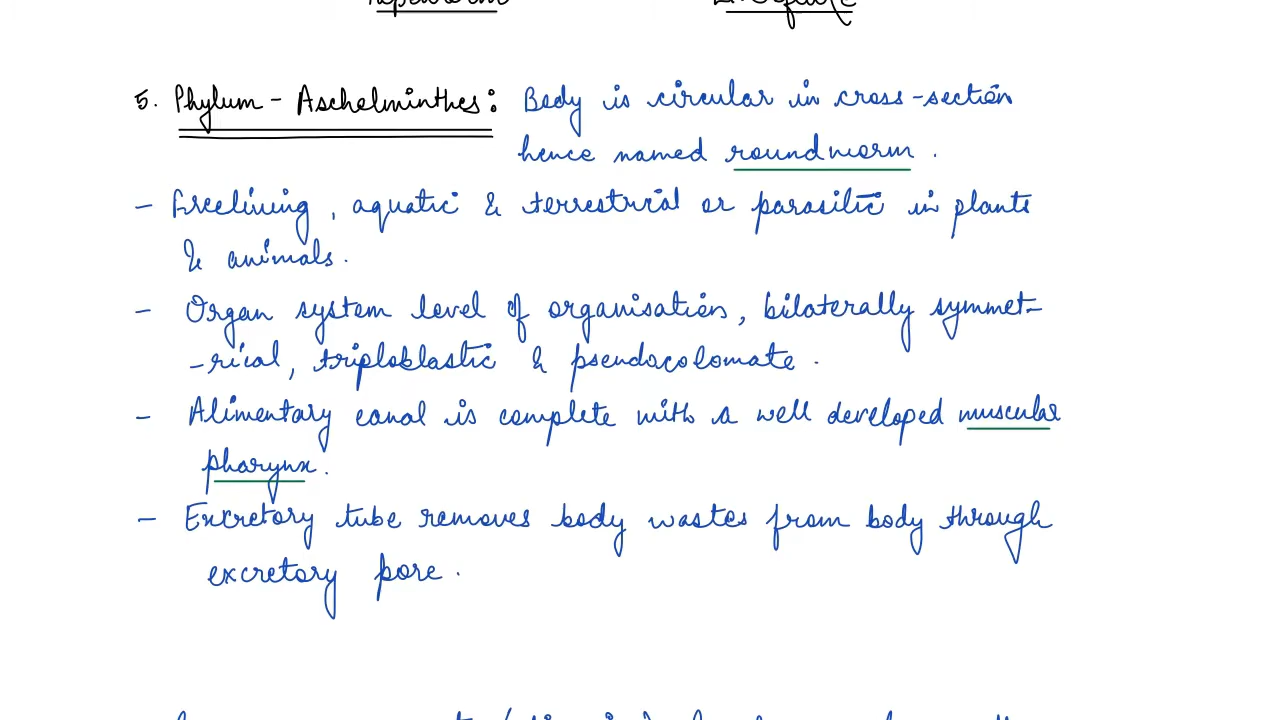 5. Phylum - Aschelminthes: Body is circular in cross-section
hence named roundworm.
- Freeliving, aquatic & terrestrial or parasitic in plants
& animals.
- Organ system level of organisation, bilaterally symmet-
-rical, triploblastic & pseudocolomate.
- Alimentary canal is complete with a well developed muscular
pharynx.
- Excretory tube removes body wastes from body through
excretory pore.